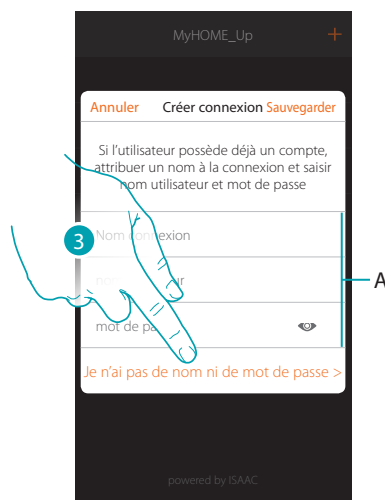 MyHOME_Up +
Annuler Créer connexion Sauvegarder
Si l'utilisateur possède déjà un compte,
attribuer un nom à la connexion et saisir
nom utilisateur et mot de passe
Nom connexion
3
A
mot de pa
Je n'ai pas de nom ni de mot de passe >
powered by ISAAC